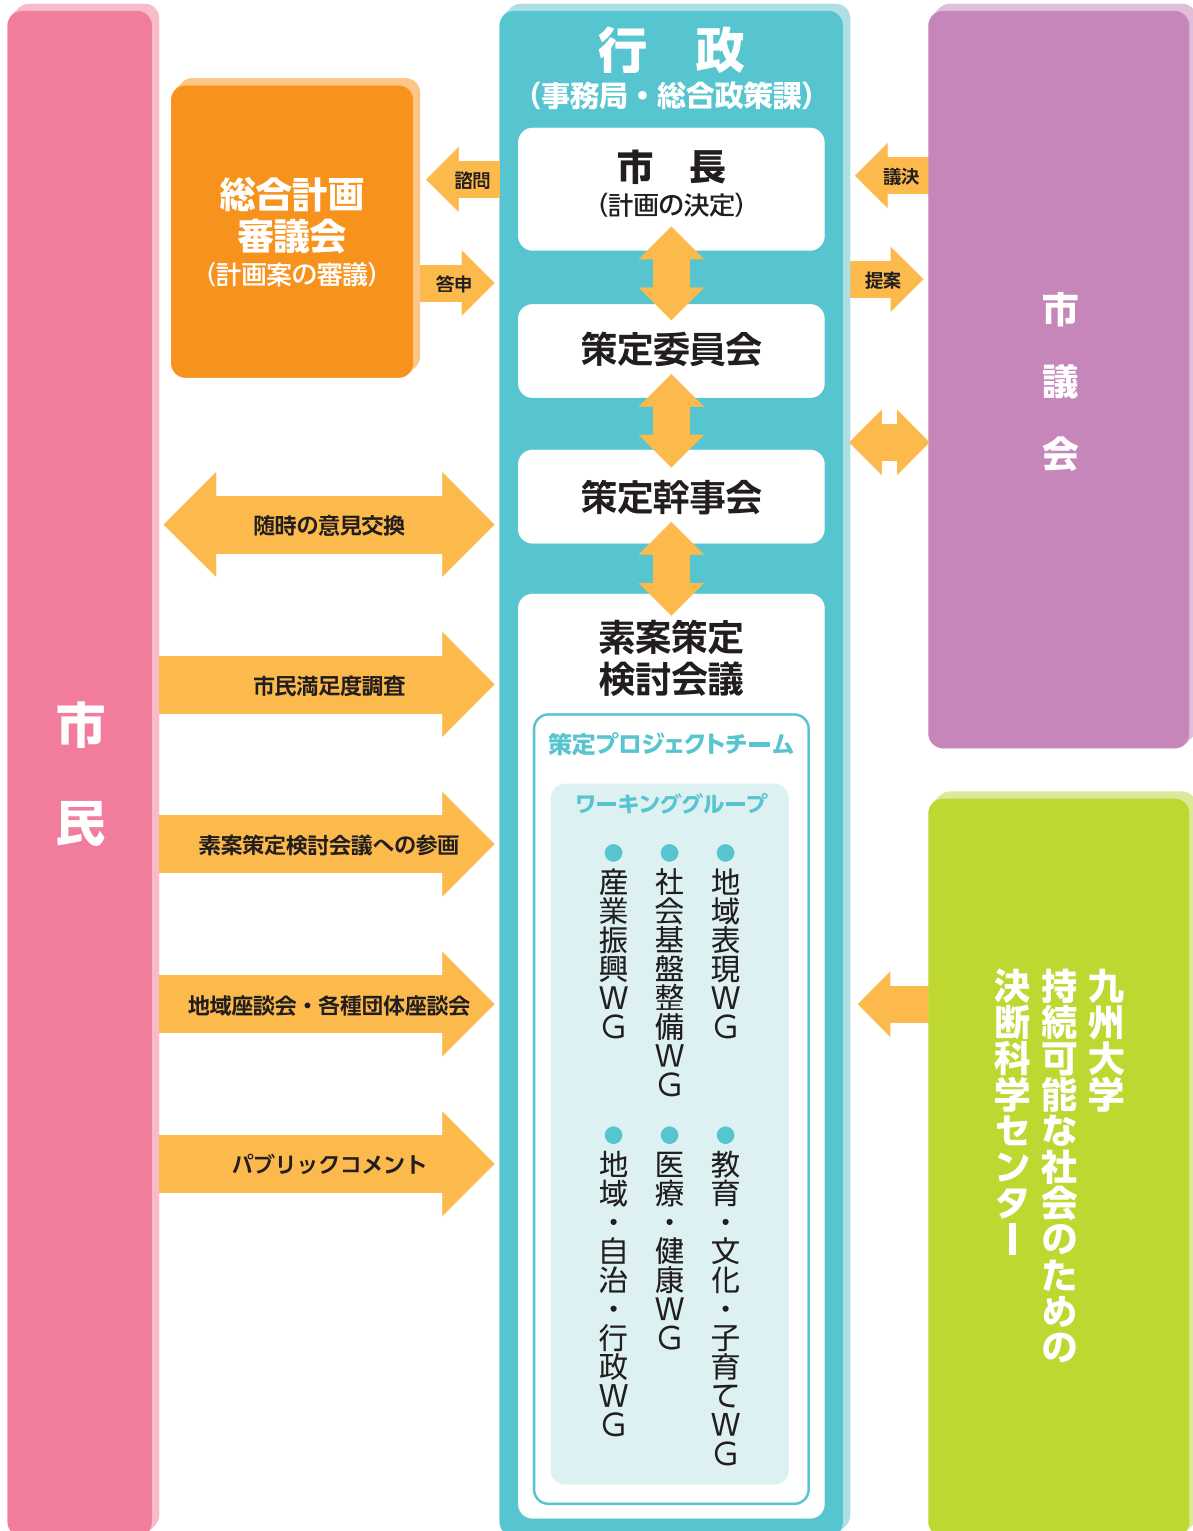 市民
総合計画
審議会
（計画案の審議）
諮問
答申
随時の意見交換
市民満足度調査
素案策定検討会議への参画
地域座談会・各種団体座談会
パブリックコメント
行　政
（事務局・総合政策課）
市　長
（計画の決定）
策定委員会
策定幹事会
素案策定
検討会議
策定プロジェクトチーム
ワーキンググループ
●地域表現WG
●社会基盤整備WG
●産業振興WG
●教育・文化・子育てWG
●医療・健康WG
●地域・自治・行政WG
議決
提案
市議会
九州大学
持続可能な社会のための
決断科学センター